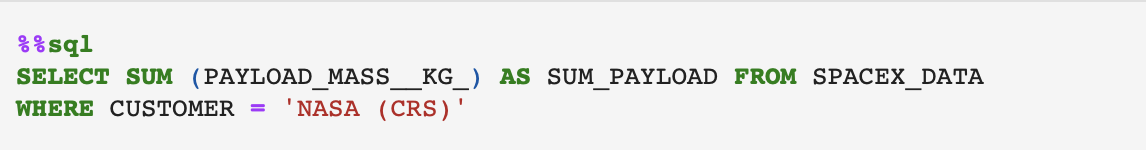 %%sql
SELECT SUM (PAYLOAD_MASS__KG_) AS SUM_PAYLOAD FROM SPACEX_DATA
WHERE CUSTOMER = 'NASA (CRS)'